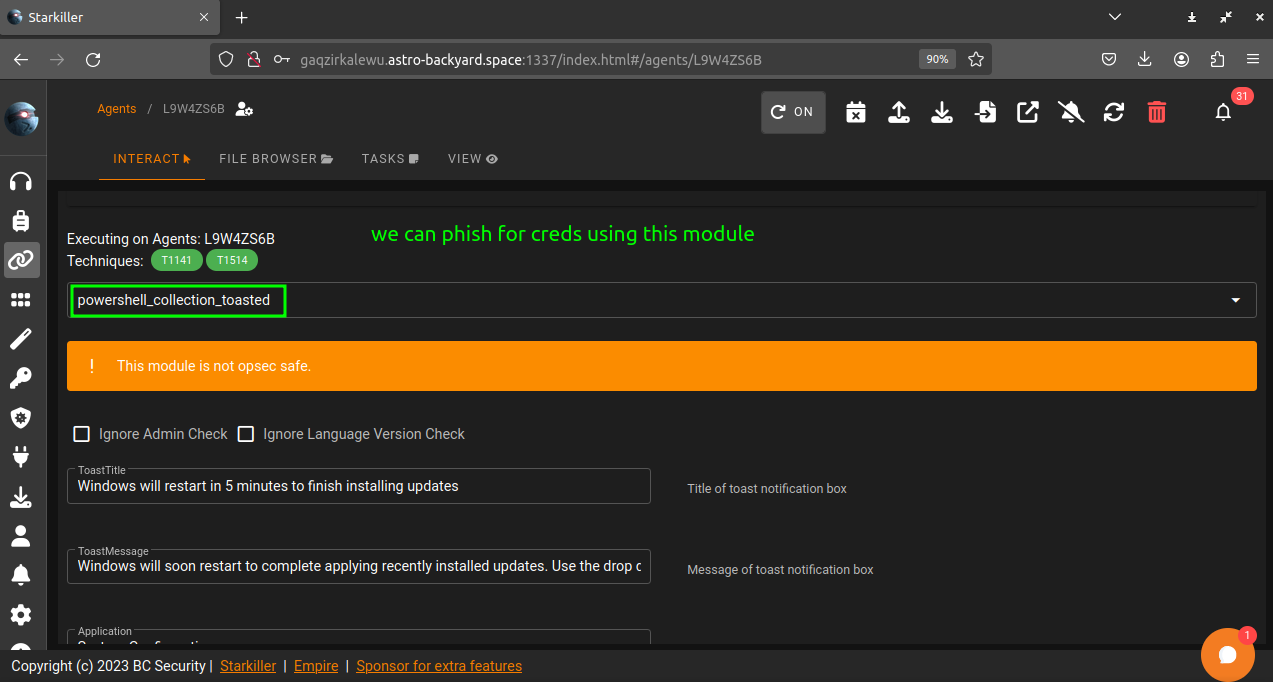 Starkiller
gaqzirkalewu.astro-backyard.space:1337/index.html#/agents/L9W4ZS6B
90%
Agents / L9W4ZS6B
ON
31
INTERACT
FILE BROWSER
TASKS
VIEW
we can phish for creds using this module
Executing on Agents: L9W4ZS6B
Techniques: T1141 T1514
powershell_collection_toasted
! This module is not opsec safe.
Ignore Admin Check
Ignore Language Version Check
ToastTitle
Windows will restart in 5 minutes to finish installing updates
Title of toast notification box
ToastMessage
Windows will soon restart to complete applying recently installed updates. Use the drop
Message of toast notification box
Application
1
Copyright (c) 2023 BC Security | Starkiller | Empire | Sponsor for extra features